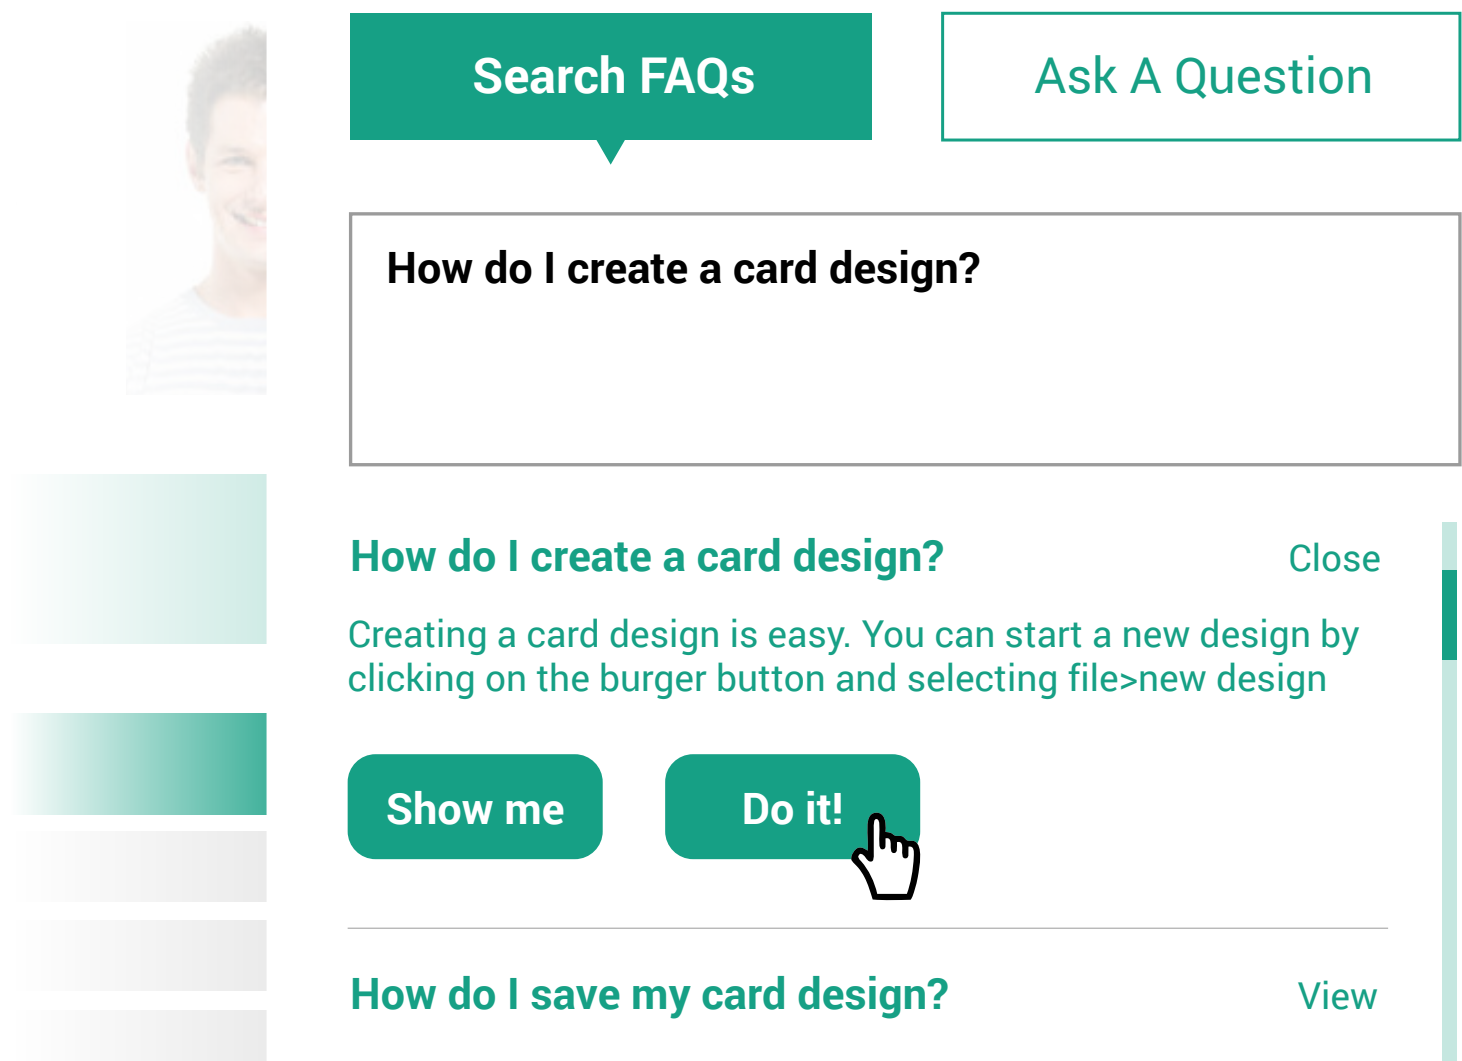 Search FAQs
Ask A Question
How do I create a card design?
How do I create a card design?
Close
Creating a card design is easy. You can start a new design by
clicking on the burger button and selecting file>new design
Show me
Do it!
How do I save my card design?
View